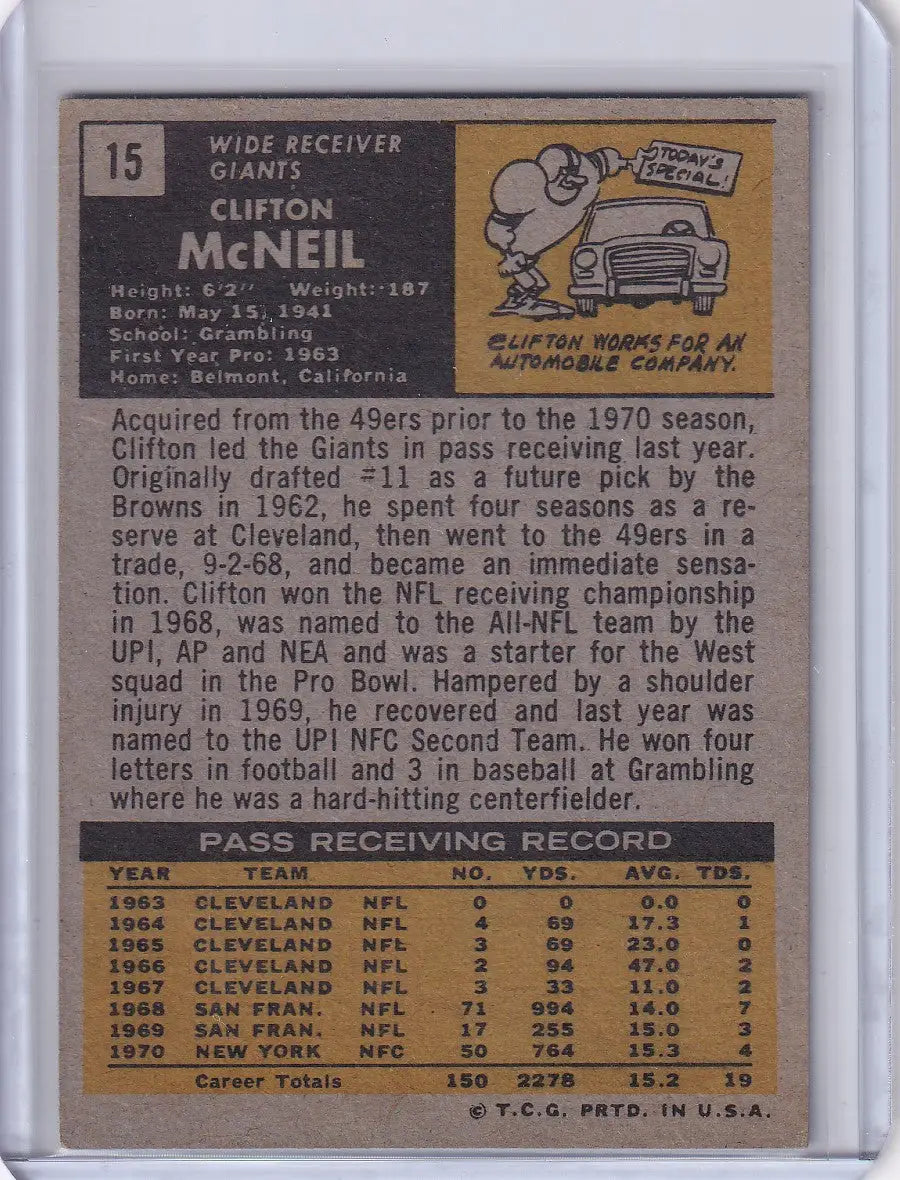 15
WIDE RECEIVER
GIANTS
CLIFTON
McNEIL
Height: 6'2" Weight: 187
Born: May 15, 1941
School: Grambling
First Year Pro: 1963
Home: Belmont, California
TODAY'S
SPECIAL!
CLIFTON WORKS FOR AN
AUTOMOBILE COMPANY.
Acquired from the 49ers prior to the 1970 season,
Clifton led the Giants in pass receiving last year.
Originally drafted #11 as a future pick by the
Browns in 1962, he spent four seasons as a re-
serve at Cleveland, then went to the 49ers in a
trade, 9-2-68, and became an immediate sensa-
tion. Clifton won the NFL receiving championship
in 1968, was named to the All-NFL team by the
UPI, AP and NEA and was a starter for the West
squad in the Pro Bowl. Hampered by a shoulder
injury in 1969, he recovered and last year was
named to the UPI NFC Second Team. He won four
letters in football and 3 in baseball at Grambling
where he was a hard-hitting centerfielder.
PASS RECEIVING RECORD
YEAR TEAM NO. YDS. AVG. TDS.
1963 CLEVELAND NFL 0 0 0.0 0
1964 CLEVELAND NFL 4 69 17.3 1
1965 CLEVELAND NFL 3 69 23.0 0
1966 CLEVELAND NFL 2 94 47.0 2
1967 CLEVELAND NFL 3 33 11.0 2
1968 SAN FRAN. NFL 71 994 14.0 7
1969 SAN FRAN. NFL 17 255 15.0 3
1970 NEW YORK NFC 50 764 15.3 4
Career Totals 150 2278 15.2 19
© T.C.G. PRTD. IN U.S.A.